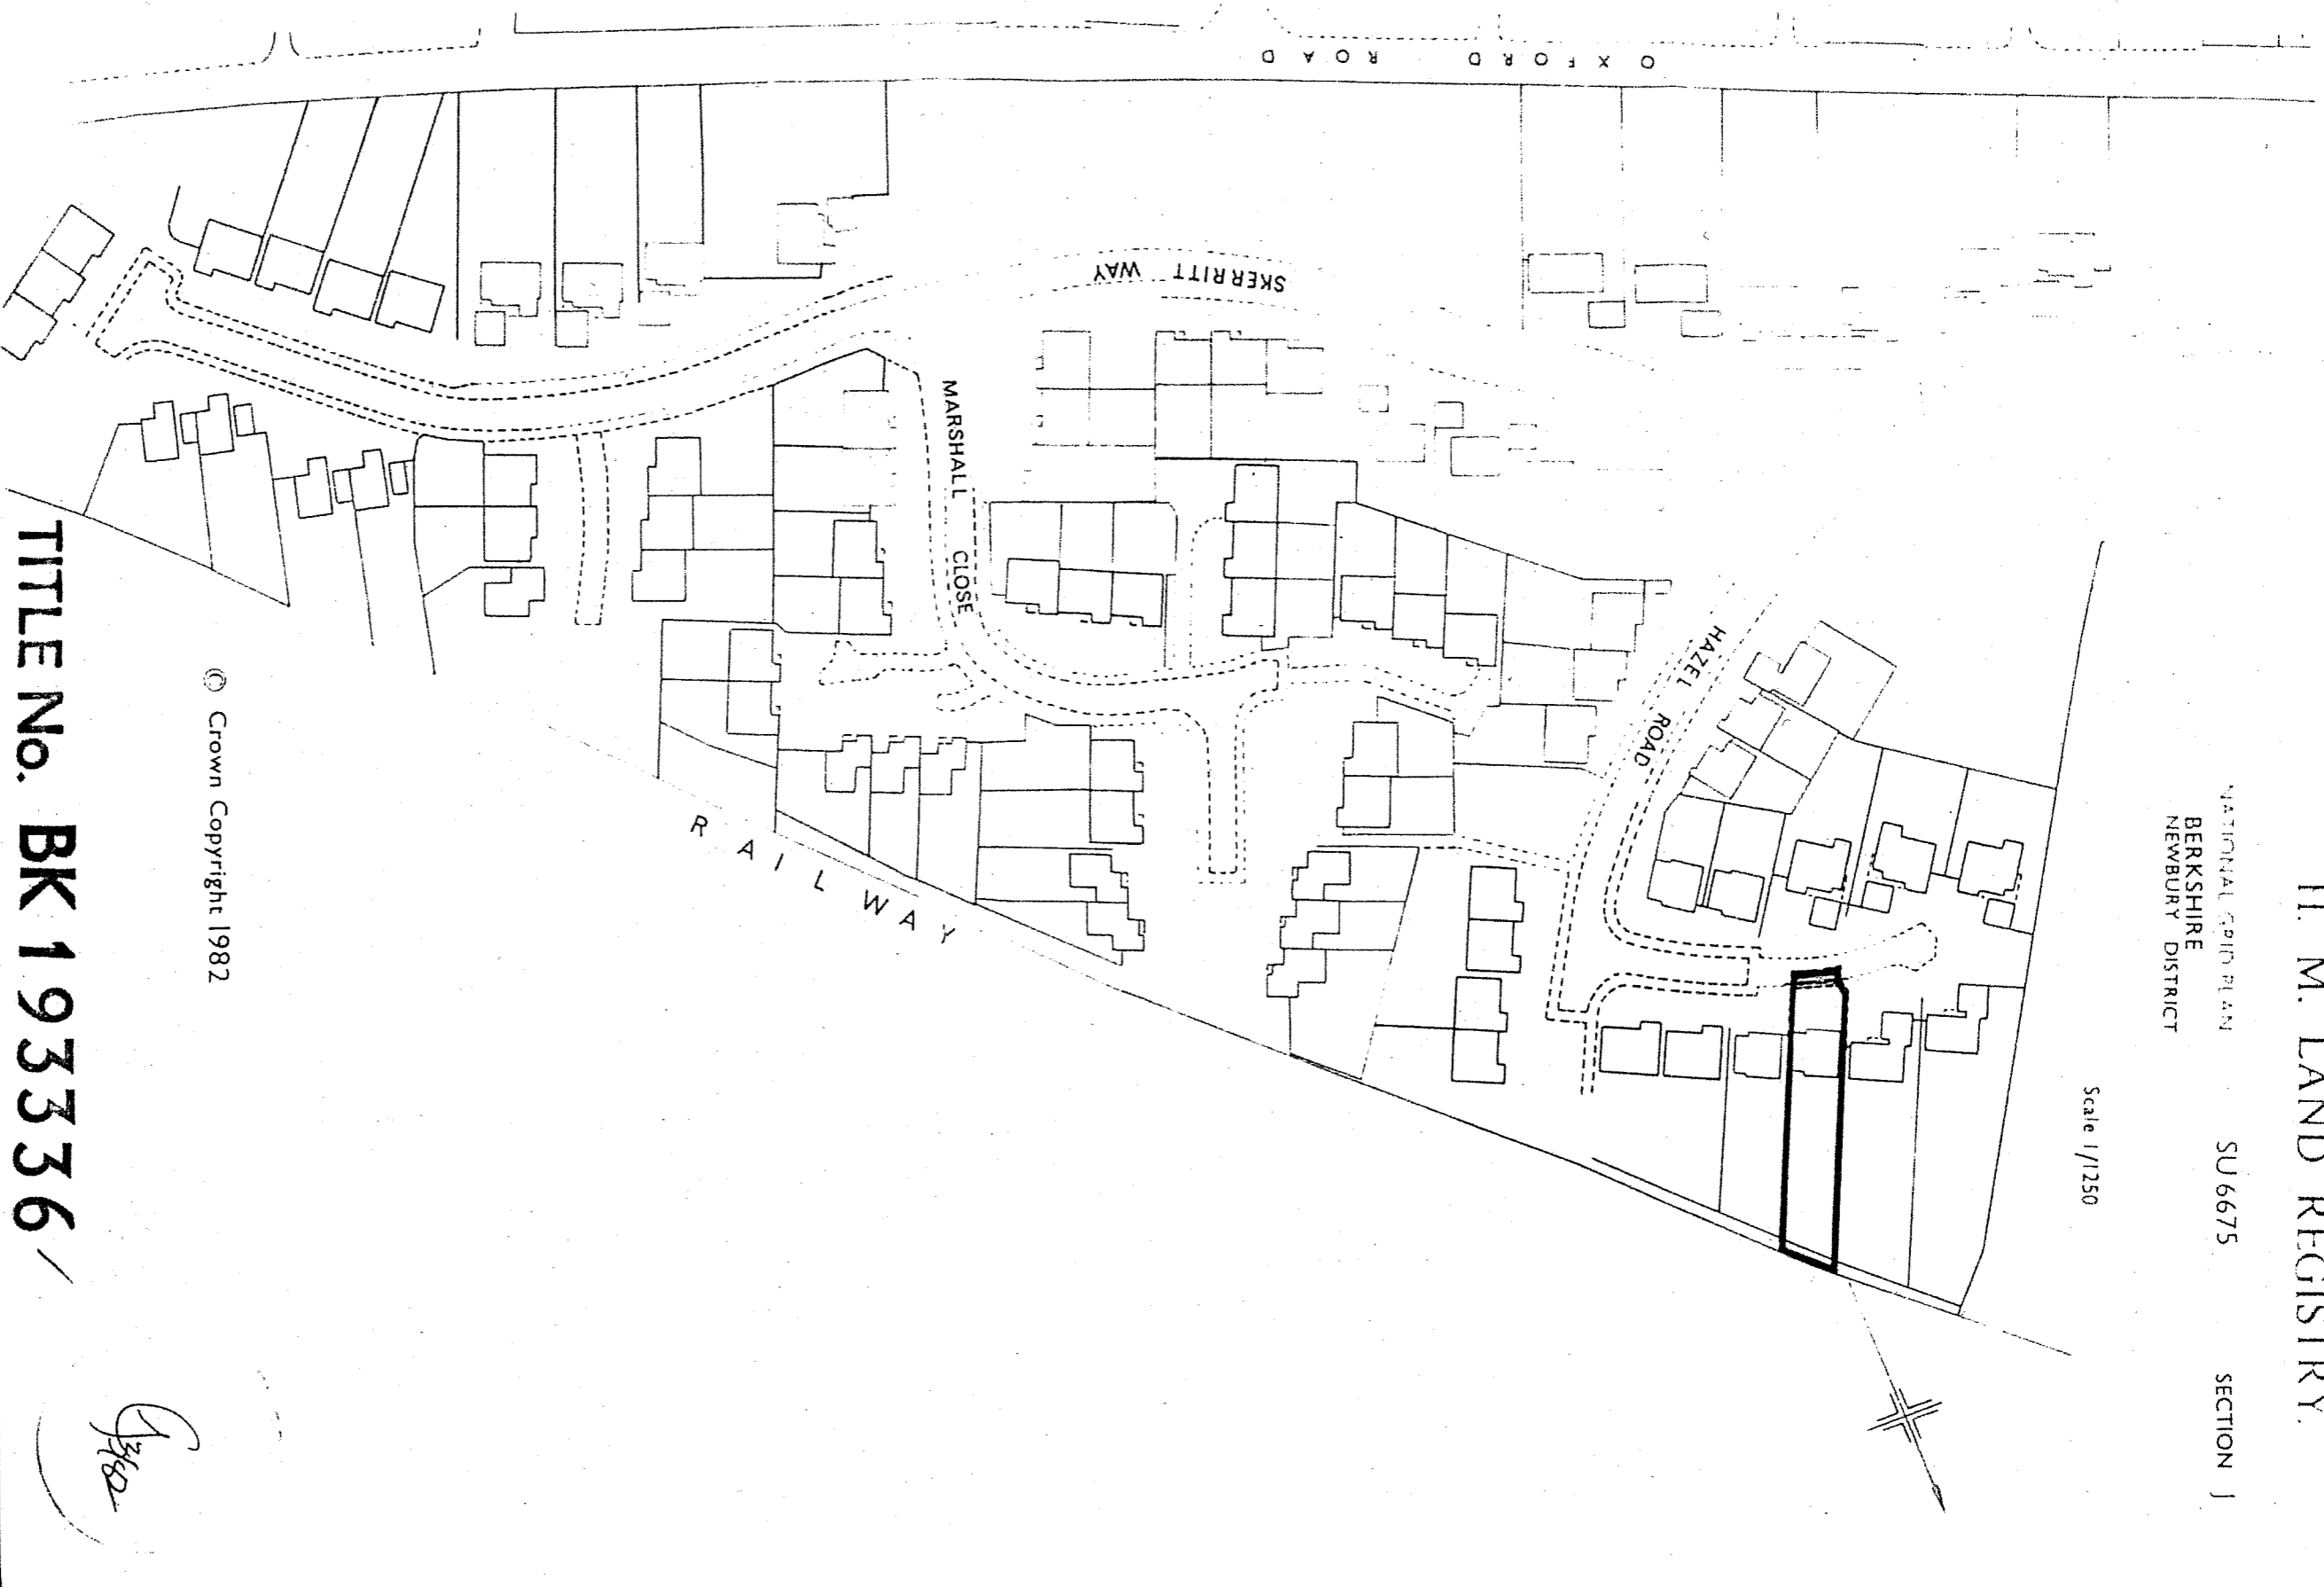 H. M. LAND REGISTRY.
NATIONAL GRID PLAN SU 6675 SECTION J
BERKSHIRE
NEWBURY DISTRICT
Scale 1/1250
OXFORD ROAD
SKERRITT WAY
MARSHALL CLOSE
HAZEL ROAD
RAILWAY
© Crown Copyright 1982
TITLE No. BK 193336/